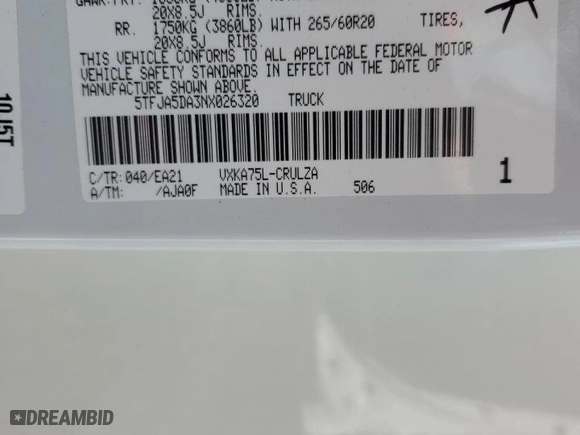 20X8.5J RIMS.
RR. 1750KG (3860LB) WITH 265/60R20 TIRES,
20X8.5J RIMS.
THIS VEHICLE CONFORMS TO ALL APPLICABLE FEDERAL MOTOR
VEHICLE SAFETY STANDARDS IN EFFECT ON THE DATE OF
MANUFACTURE SHOWN ABOVE.
5TFJA5DA3NX026320 TRUCK
C/TR: 040/EA21 VXKA75L-CRULZA
A/TM: /AJA0F MADE IN U.S.A. 506
1
10J5T
DREAMBID